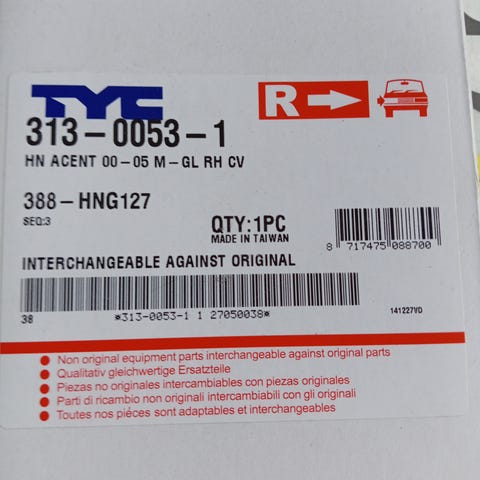 TYC
R
313-0053-1
HN ACENT 00-05 M-GL RH CV
388-HNG127
SEQ:3
QTY:1PC
MADE IN TAIWAN
8 717475 088700
INTERCHANGEABLE AGAINST ORIGINAL
38 *313-0053-1 1 27050038* 141227VD
Non original equipment parts interchangeable against original parts
Qualitativ gleichwertige Ersatzteile
Piezas no originales intercambiables con piezas originales
Parti di ricambio non originali intercambiabili con gli originali
Toutes nos piéces sont adaptables et interchangeables